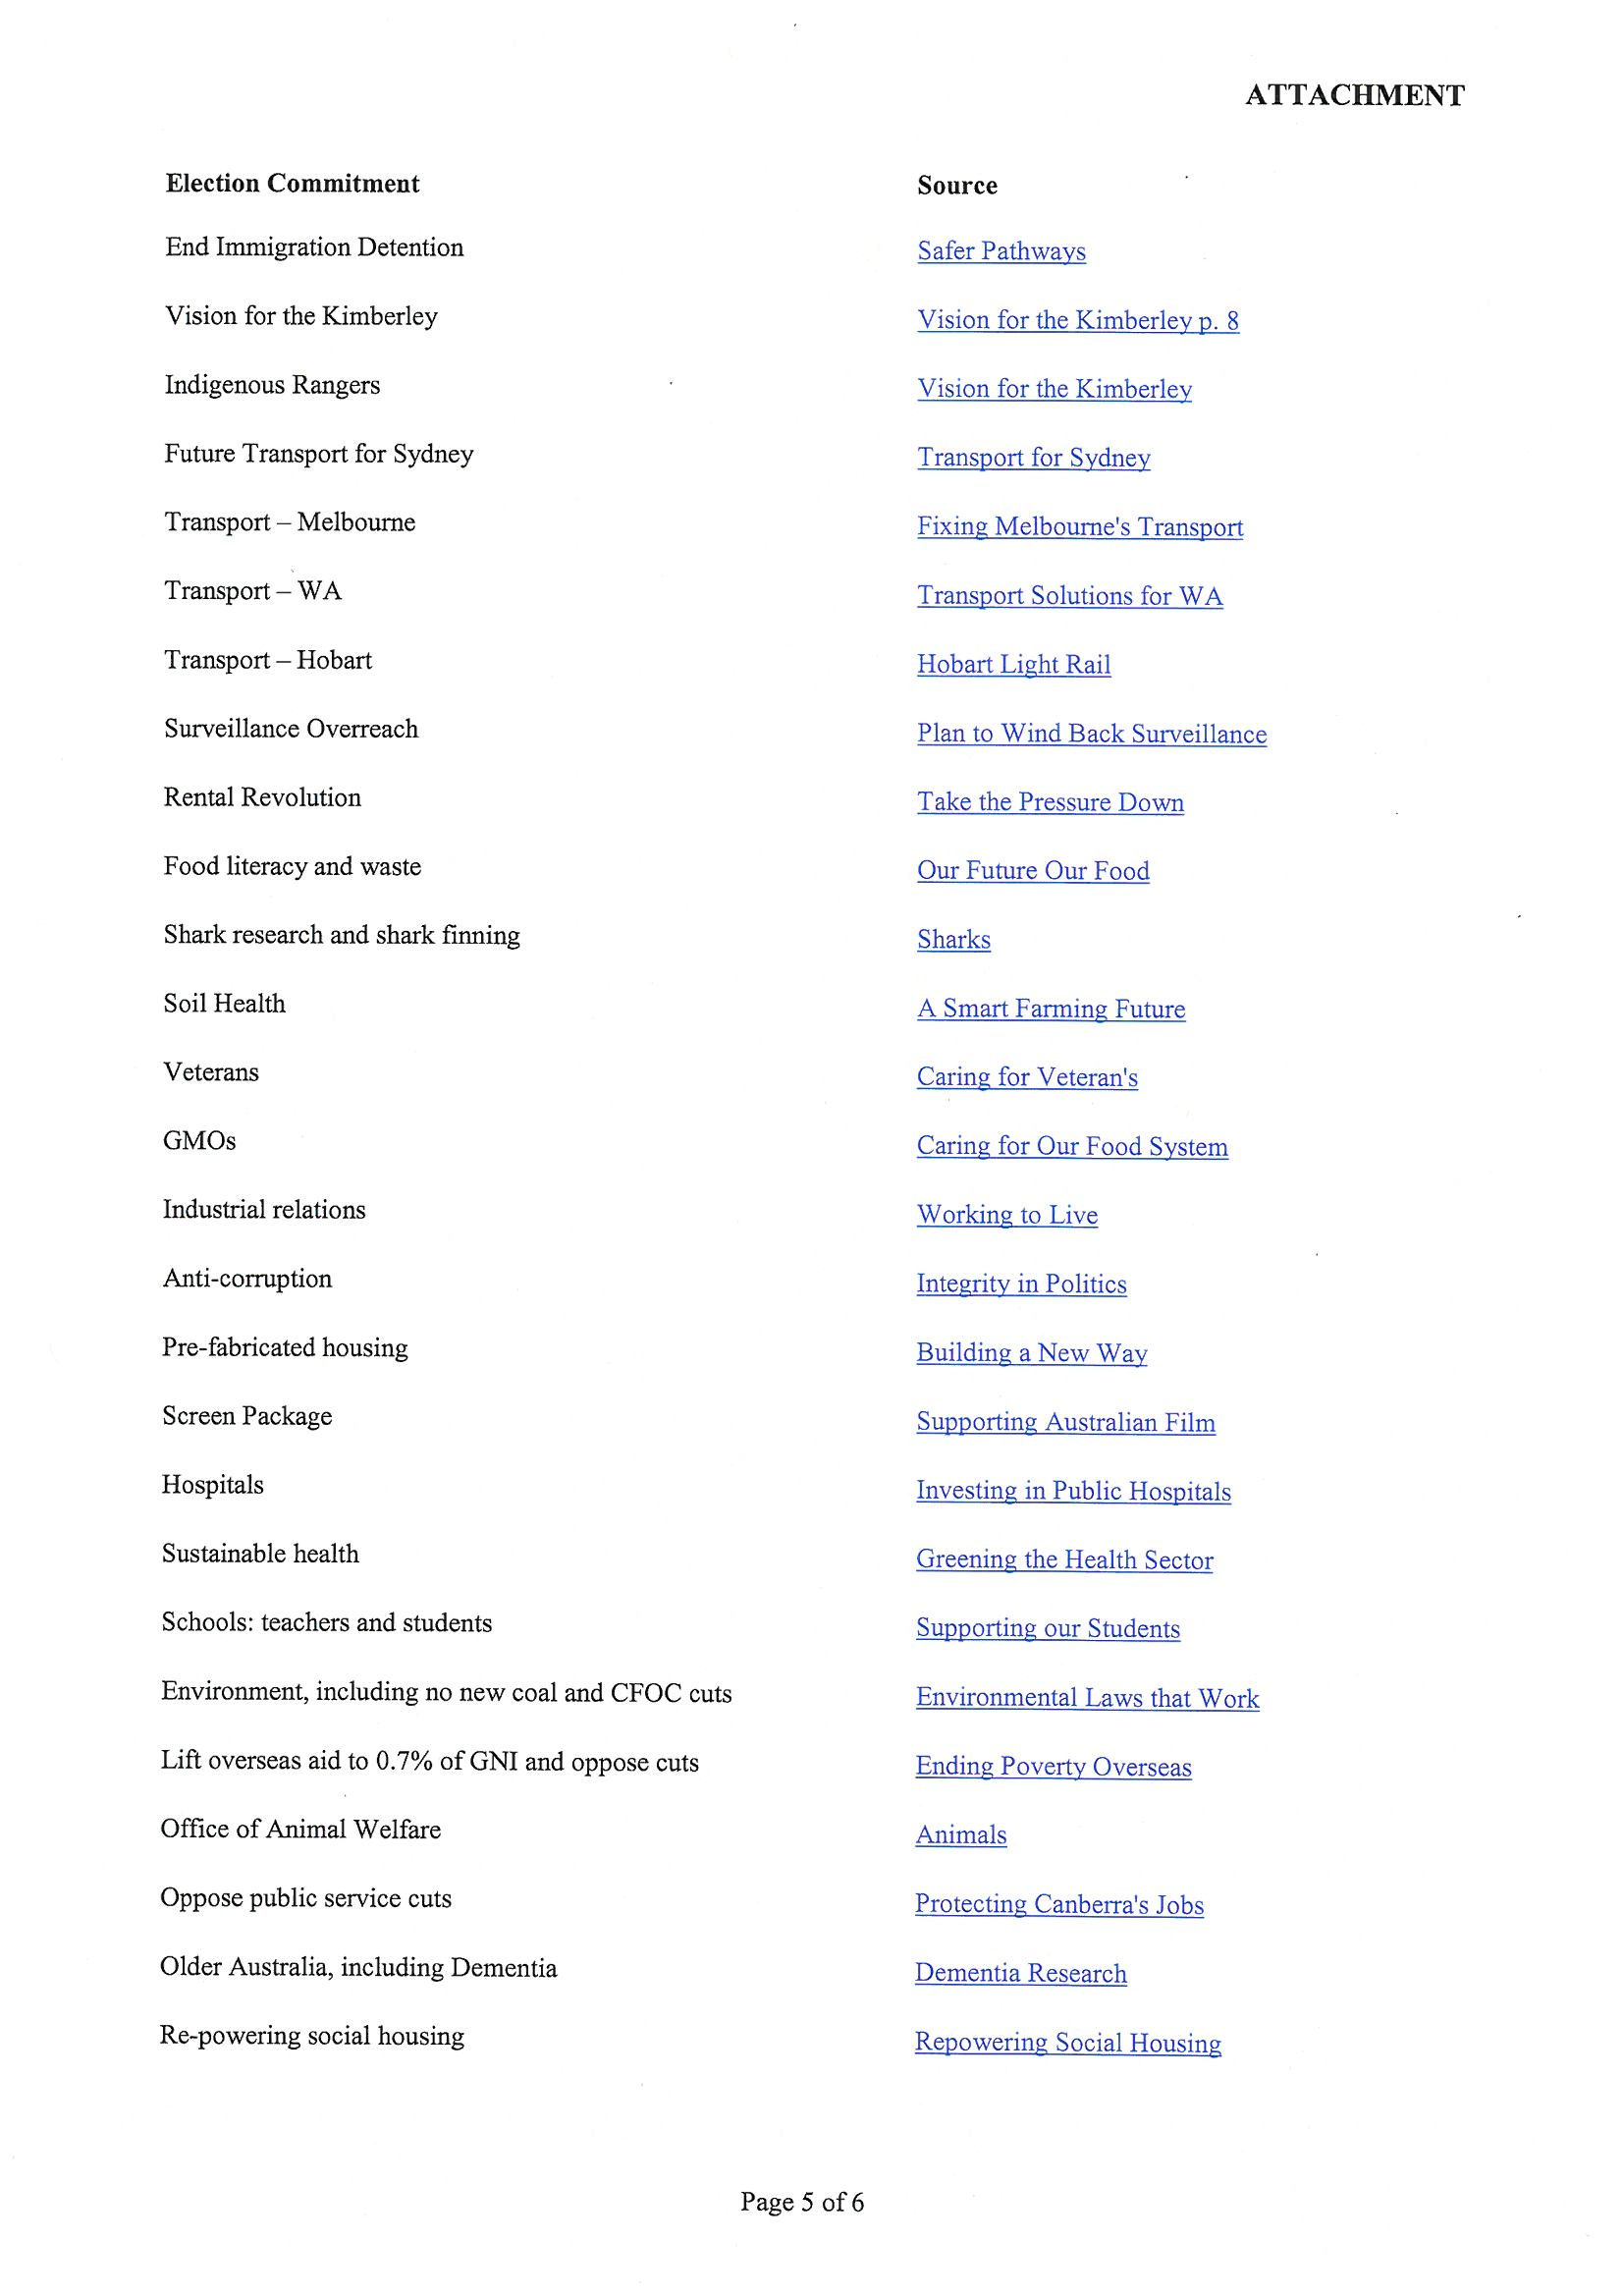 ATTACHMENT
Election Commitment Source
End Immigration Detention Safer Pathways
Vision for the Kimberley Vision for the Kimberley p. 8
Indigenous Rangers Vision for the Kimberley
Future Transport for Sydney Transport for Sydney
Transport – Melbourne Fixing Melbourne's Transport
Transport – WA Transport Solutions for WA
Transport – Hobart Hobart Light Rail
Surveillance Overreach Plan to Wind Back Surveillance
Rental Revolution Take the Pressure Down
Food literacy and waste Our Future Our Food
Shark research and shark finning Sharks
Soil Health A Smart Farming Future
Veterans Caring for Veteran's
GMOs Caring for Our Food System
Industrial relations Working to Live
Anti-corruption Integrity in Politics
Pre-fabricated housing Building a New Way
Screen Package Supporting Australian Film
Hospitals Investing in Public Hospitals
Sustainable health Greening the Health Sector
Schools: teachers and students Supporting our Students
Environment, including no new coal and CFOC cuts Environmental Laws that Work
Lift overseas aid to 0.7% of GNI and oppose cuts Ending Poverty Overseas
Office of Animal Welfare Animals
Oppose public service cuts Protecting Canberra's Jobs
Older Australia, including Dementia Dementia Research
Re-powering social housing Repowering Social Housing
Page 5 of 6